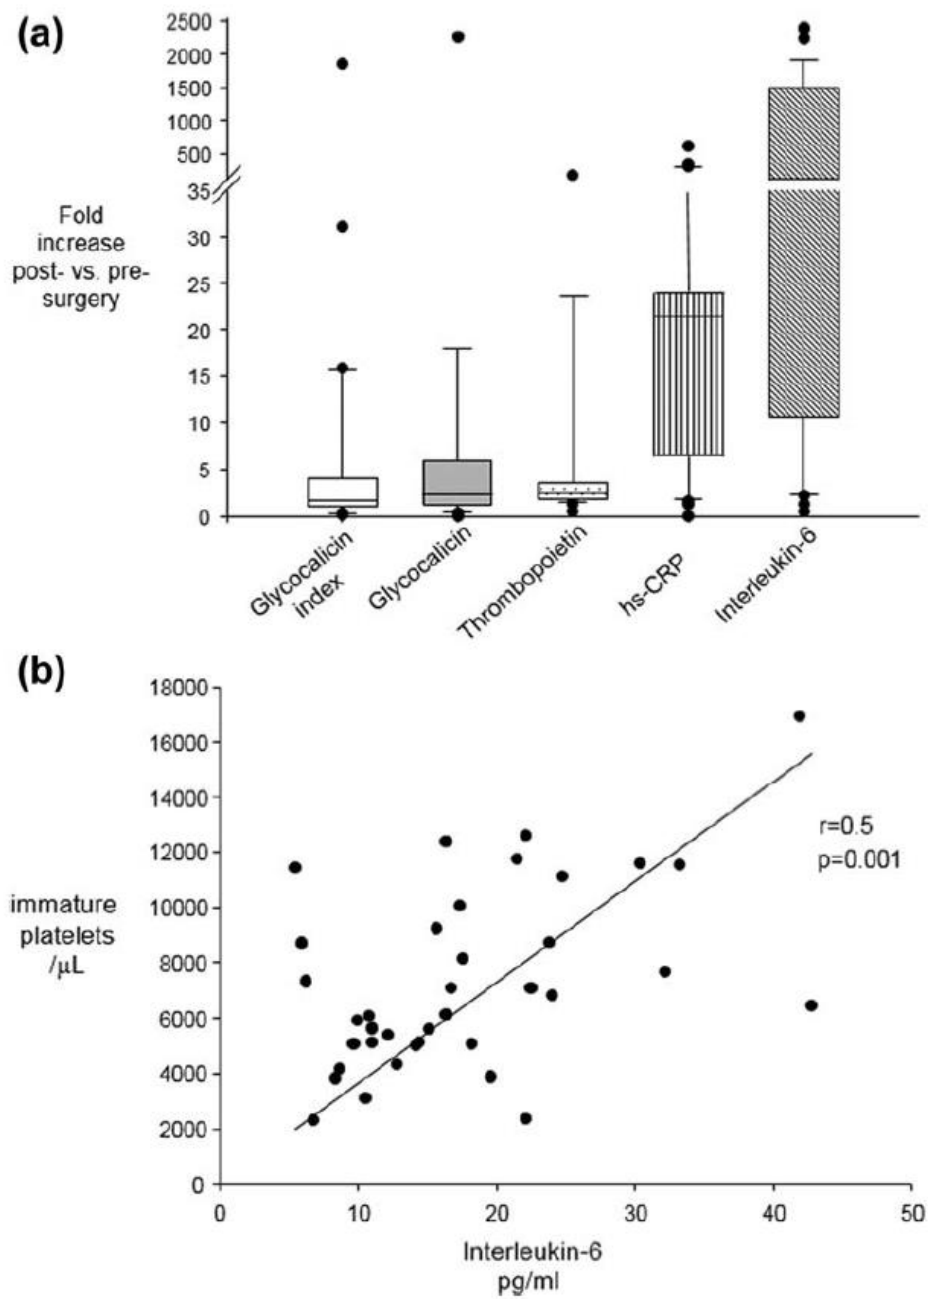 (a)
2500
2000
1500
1000
500
35
30
25
20
15
10
5
0
Fold
increase
post- vs. pre-
surgery
Glycocalicin
index
Glycocalicin
Thrombopoietin
hs-CRP
Interleukin-6
(b)
18000
16000
14000
12000
10000
8000
6000
4000
2000
0
immature
platelets
/μL
r=0.5
p=0.001
0 10 20 30 40 50
Interleukin-6
pg/ml